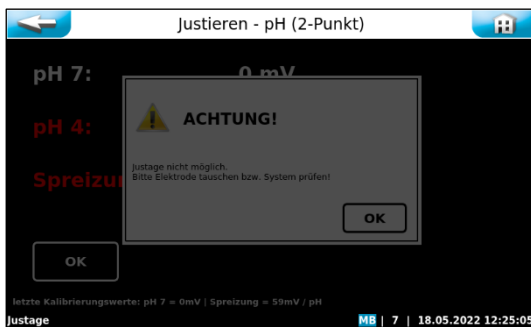 Justieren - pH (2-Punkt)
pH 7:
0 mV
ACHTUNG!
pH 4:
Justage nicht möglich.
Bitte Elektrode tauschen bzw. System prüfen!
Spreizu
OK
OK
letzte Kalibrierungswerte: pH 7 = 0mV | Spreizung = 59mV / pH
Justage
MB | 7 | 18.05.2022 12:25:05